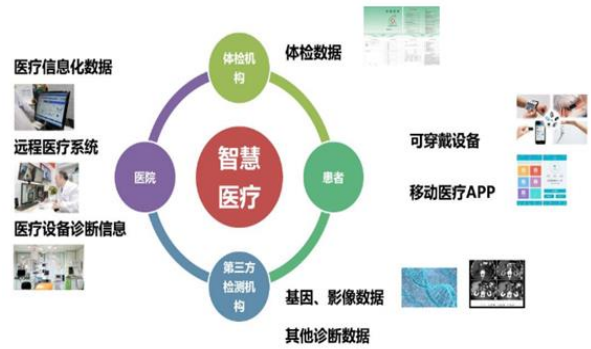 体检机
构
体检数据
医疗信息化数据
远程医疗系统
医疗设备诊断信息
医院
智慧
医疗
患者
可穿戴设备
移动医疗APP
第三方
检测机
构
基因、影像数据
其他诊断数据